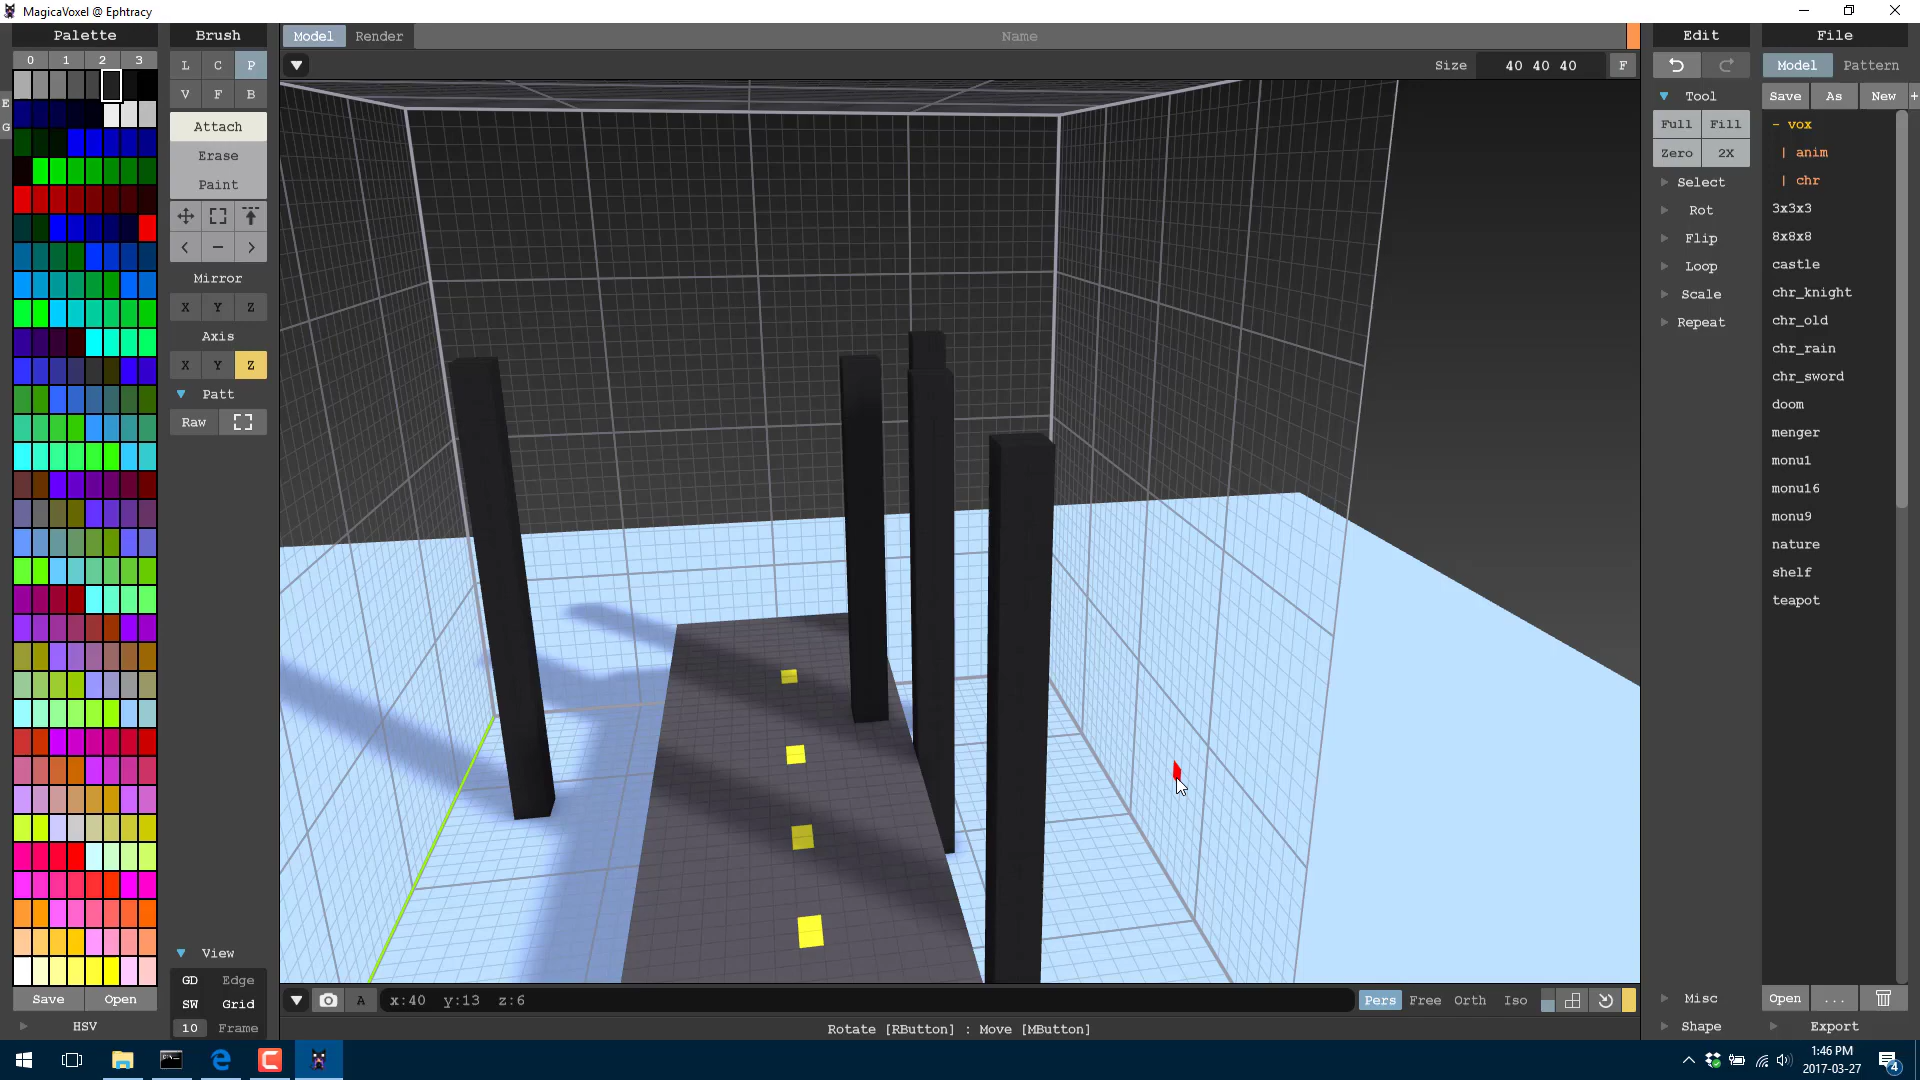 MagicaVoxel @ Ephtracy
Palette
0 1 2 3
E
G
Save Open
HSV
Brush
L C P
V F B
Attach
Erase
Paint
< – >
Mirror
X Y Z
Axis
X Y Z
Patt
Raw
View
GD Edge
SW Grid
10 Frame
Model Render Name
Size 40 40 40 F
A x:40 y:13 z:6
Pers Free Orth Iso
Rotate [RButton] : Move [MButton]
Edit
Tool
Full Fill
Zero 2X
Select
Rot
Flip
Loop
Scale
Repeat
Misc
Shape
File
Model Pattern
Save As New +
– vox
| anim
| chr
3x3x3
8x8x8
castle
chr_knight
chr_old
chr_rain
chr_sword
doom
menger
monu1
monu16
monu9
nature
shelf
teapot
Open ...
Export
1:46 PM
2017-03-27
4